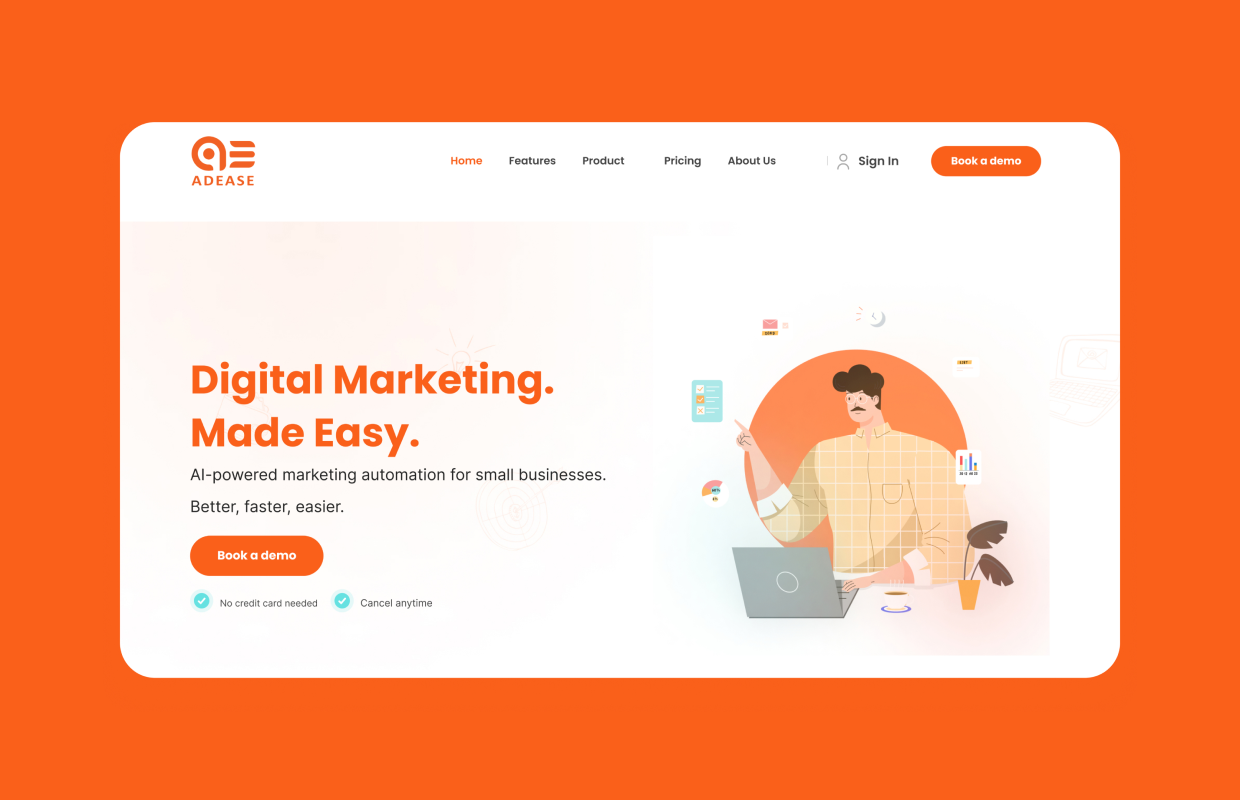 ADEASE
Home Features Product Pricing About Us Sign In Book a demo
Digital Marketing.
Made Easy.
AI-powered marketing automation for small businesses.
Better, faster, easier.
Book a demo
No credit card needed Cancel anytime